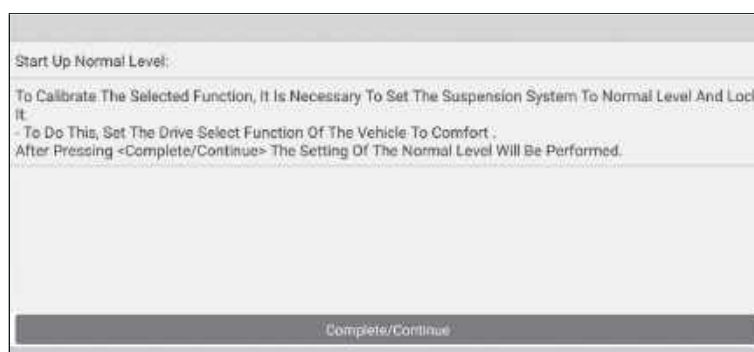 Start Up Normal Level:
To Calibrate The Selected Function, It Is Necessary To Set The Suspension System To Normal Level And Lock
It.
- To Do This, Set The Drive Select Function Of The Vehicle To Comfort .
After Pressing <Complete/Continue> The Setting Of The Normal Level Will Be Performed.
Complete/Continue